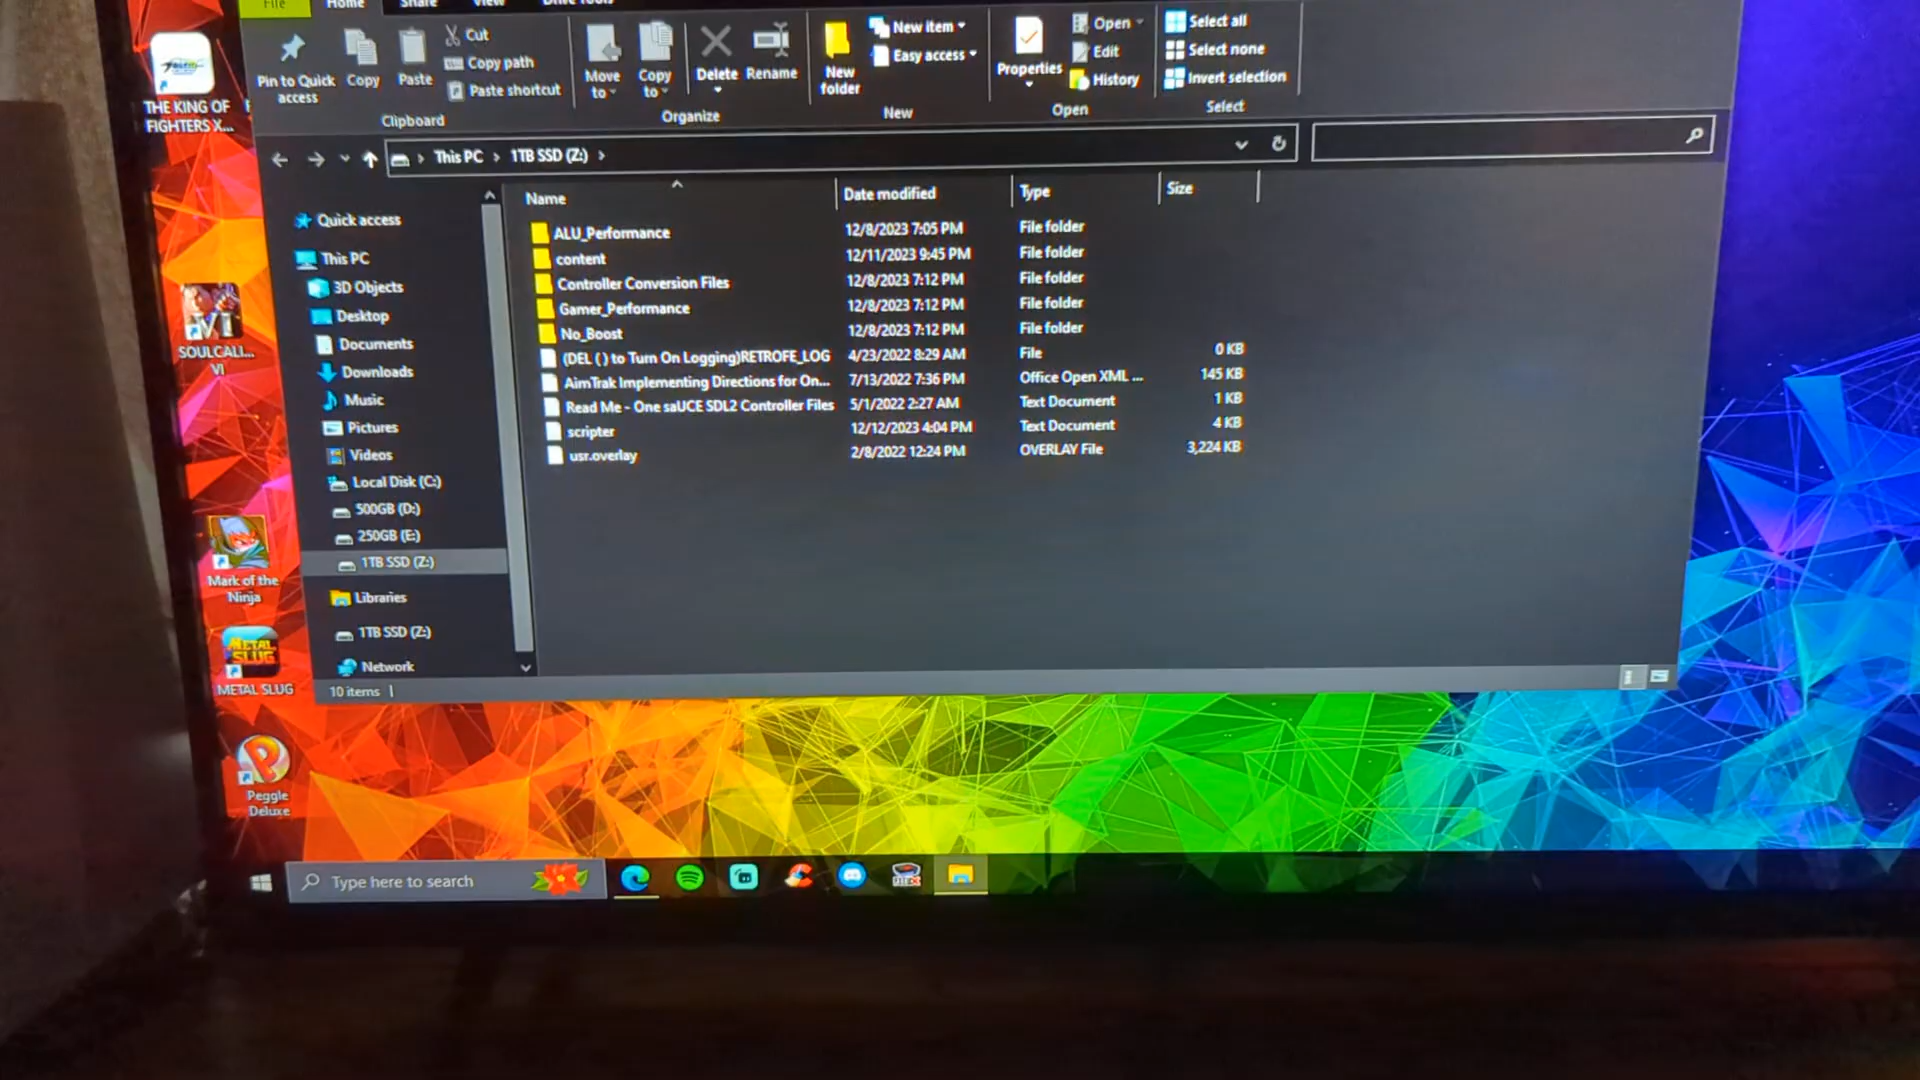 File
Home
Share
View
Drive Tools
Pin to Quick
access
Copy
Paste
Cut
Copy path
Paste shortcut
Clipboard
Move
to
Copy
to
Delete
Rename
Organize
New
folder
New item
Easy access
New
Properties
Open
Edit
History
Open
Select all
Select none
Invert selection
Select
This PC > 1TB SSD (Z:) >
Name Date modified Type Size
ALU_Performance 12/8/2023 7:05 PM File folder
content 12/11/2023 9:45 PM File folder
Controller Conversion Files 12/8/2023 7:12 PM File folder
Gamer_Performance 12/8/2023 7:12 PM File folder
No_Boost 12/8/2023 7:12 PM File folder
(DEL ( ) to Turn On Logging)RETROFE_LOG 4/23/2022 8:29 AM File 0 KB
AimTrak Implementing Directions for On... 7/13/2022 7:36 PM Office Open XML ... 145 KB
Read Me - One saUCE SDL2 Controller Files 5/1/2022 2:27 AM Text Document 1 KB
scripter 12/12/2023 4:04 PM Text Document 4 KB
usr.overlay 2/8/2022 12:24 PM OVERLAY File 3,224 KB
Quick access
This PC
3D Objects
Desktop
Documents
Downloads
Music
Pictures
Videos
Local Disk (C:)
500GB (D:)
250GB (E:)
1TB SSD (Z:)
Libraries
1TB SSD (Z:)
Network
10 items
THE KING OF
FIGHTERS X...
VI
SOULCALI...
VI
Mark of the
Ninja
METAL
SLUG
METAL SLUG
P
Peggle
Deluxe
Type here to search